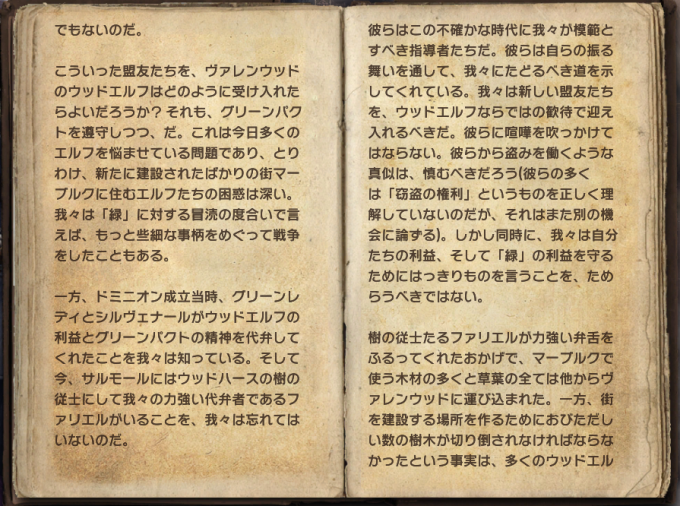 でもないのだ。
こういった盟友たちを、ヴァレンウッド
のウッドエルフはどのように受け入れた
らよいだろうか? それも、グリーンパク
トを遵守しつつ、だ。これは今日多くの
エルフを悩ませている問題であり、とり
わけ、新たに建設されたばかりの街マー
ブルクに住むエルフたちの困惑は深い。
我々は「緑」に対する冒涜の度合いで言
えば、もっと些細な事柄をめぐって戦争
をしたこともある。
一方、ドミニオン成立当時、グリーンレ
ディとシルヴェナールがウッドエルフの
利益とグリーンパクトの精神を代弁して
くれたことを我々は知っている。そして
今、サルモールにはウッドハースの樹の
従士にして我々の力強い代弁者であるフ
ァリエルがいることを、我々は忘れては
いないのだ。
彼らはこの不確かな時代に我々が模範と
すべき指導者たちだ。彼らは自らの振る
舞いを通して、我々にたどるべき道を示
してくれている。我々は新しい盟友たち
を、ウッドエルフならではの歓待で迎え
入れるべきだ。彼らに喧嘩を吹っかけて
はならない。彼らから盗みを働くような
真似は、慎むべきだろう(彼らの多く
は「窃盗の権利」というものを正しく理
解していないのだが、それはまた別の機
会に論ずる)。しかし同時に、我々は自分
たちの利益、そして「緑」の利益を守る
ためにはっきりものを言うことを、ため
らうべきではない。
樹の従士たるファリエルが力強い弁舌を
ふるってくれたおかげで、マーブルクで
使う木材の多くと草葉の全ては他からヴ
ァレンウッドに運び込まれた。一方、街
を建設する場所を作るためにおびただし
い数の樹木が切り倒されなければならな
かったという事実は、多くのウッドエル